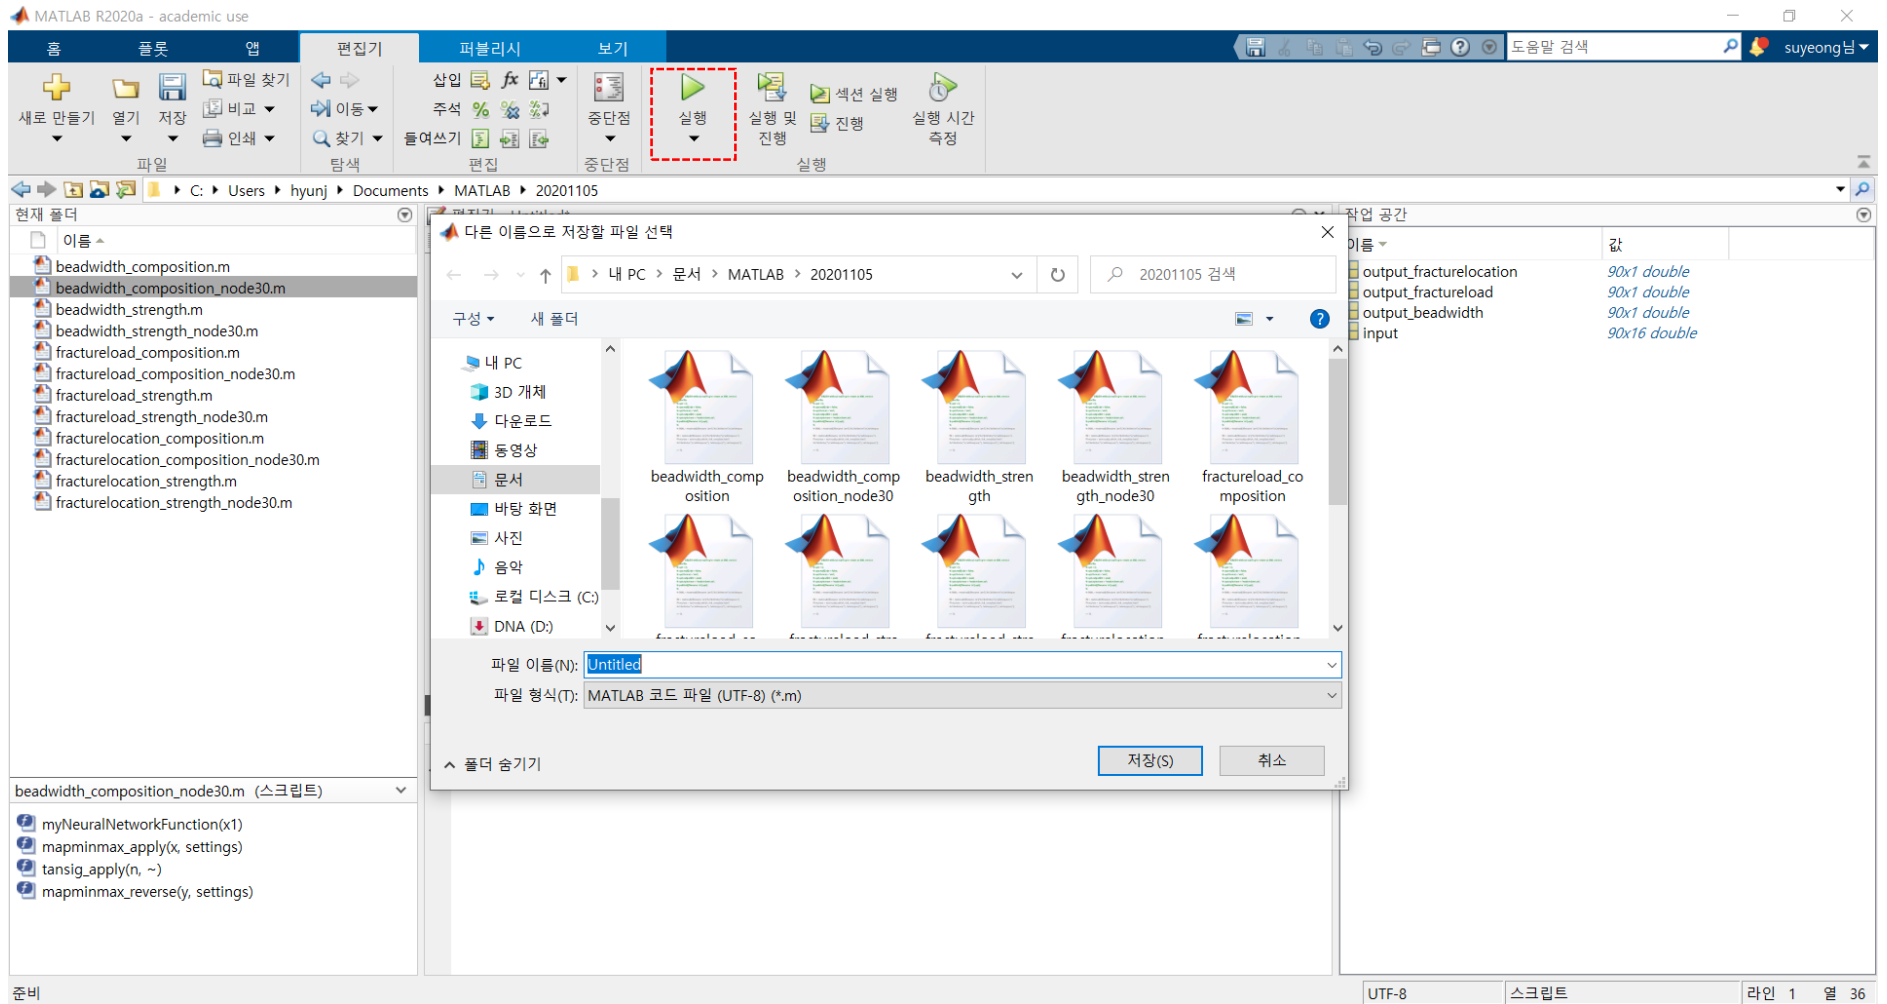 MATLAB R2020a - academic use
홈 플롯 앱 편집기 퍼블리시 보기 도움말 검색 suyeong님
새로 만들기 열기 저장 파일 찾기 비교 인쇄
파일
이동 찾기
탐색
삽입 fx
주석
들여쓰기
편집
중단점
중단점
실행
실행 및 진행
섹션 실행
진행
실행 시간 측정
실행
C: Users hyunj Documents MATLAB 20201105
현재 폴더
이름
beadwidth_composition.m
beadwidth_composition_node30.m
beadwidth_strength.m
beadwidth_strength_node30.m
fractureload_composition.m
fractureload_composition_node30.m
fractureload_strength.m
fractureload_strength_node30.m
fracturelocation_composition.m
fracturelocation_composition_node30.m
fracturelocation_strength.m
fracturelocation_strength_node30.m
beadwidth_composition_node30.m (스크립트)
myNeuralNetworkFunction(x1)
mapminmax_apply(x, settings)
tansig_apply(n, ~)
mapminmax_reverse(y, settings)
다른 이름으로 저장할 파일 선택
내 PC > 문서 > MATLAB > 20201105
20201105 검색
구성 새 폴더
내 PC
3D 개체
다운로드
동영상
문서
바탕 화면
사진
음악
로컬 디스크 (C:)
DNA (D:)
beadwidth_comp
osition
beadwidth_comp
osition_node30
beadwidth_stren
gth
beadwidth_stren
gth_node30
fractureload_co
mposition
파일 이름(N): Untitled
파일 형식(T): MATLAB 코드 파일 (UTF-8) (*.m)
폴더 숨기기
저장(S) 취소
작업 공간
이름 값
output_fracturelocation 90x1 double
output_fractureload 90x1 double
output_beadwidth 90x1 double
input 90x16 double
준비 UTF-8 스크립트 라인 1 열 36